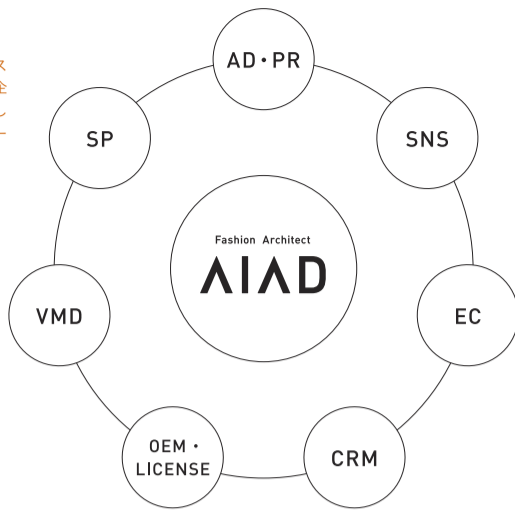 AD・PR
SP
SNS
Fashion Architect
AIAD
VMD
EC
OEM・
LICENSE
CRM